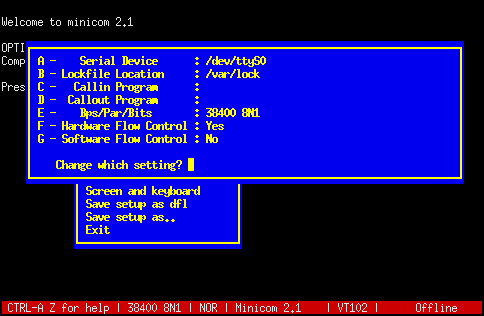 Welcome to minicom 2.1
OPTI
Comp
Pres
A - Serial Device : /dev/ttyS0
B - Lockfile Location : /var/lock
C - Callin Program :
D - Callout Program :
E - Bps/Par/Bits : 38400 8N1
F - Hardware Flow Control : Yes
G - Software Flow Control : No
Change which setting?
Screen and keyboard
Save setup as dfl
Save setup as..
Exit
CTRL-A Z for help | 38400 8N1 | NOR | Minicom 2.1 | VT102 | Offline